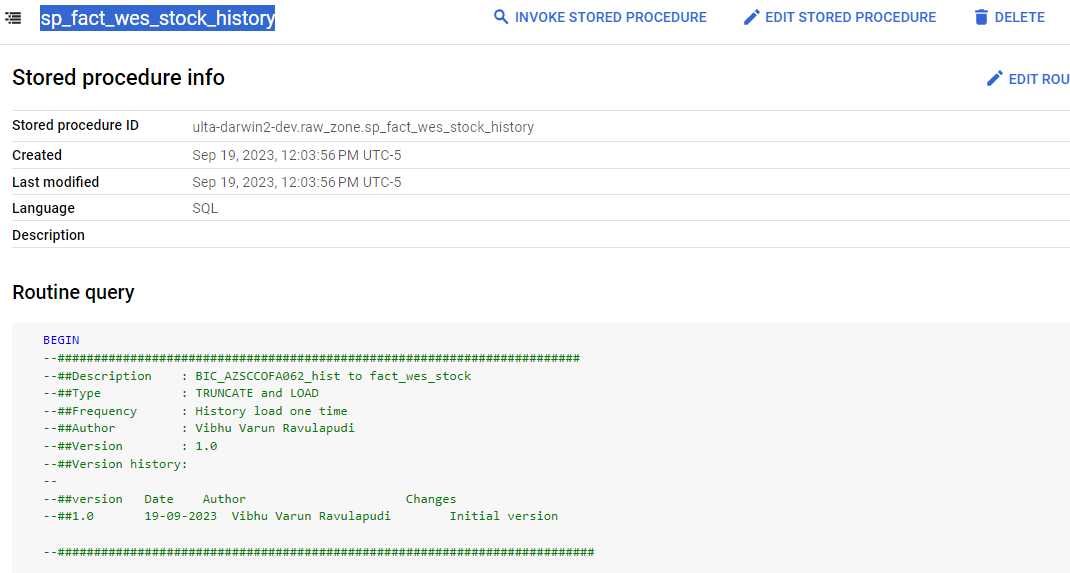 sp_fact_wes_stock_history INVOKE STORED PROCEDURE EDIT STORED PROCEDURE DELETE
Stored procedure info EDIT ROU
Stored procedure ID ulta-darwin2-dev.raw_zone.sp_fact_wes_stock_history
Created Sep 19, 2023, 12:03:56 PM UTC-5
Last modified Sep 19, 2023, 12:03:56 PM UTC-5
Language SQL
Description
Routine query
BEGIN
--########################################################################
--##Description    : BIC_AZSCCOFA062_hist to fact_wes_stock
--##Type           : TRUNCATE and LOAD
--##Frequency      : History load one time
--##Author         : Vibhu Varun Ravulapudi
--##Version        : 1.0
--##Version history:
--
--##version   Date    Author                      Changes
--##1.0       19-09-2023  Vibhu Varun Ravulapudi        Initial version
--##########################################################################